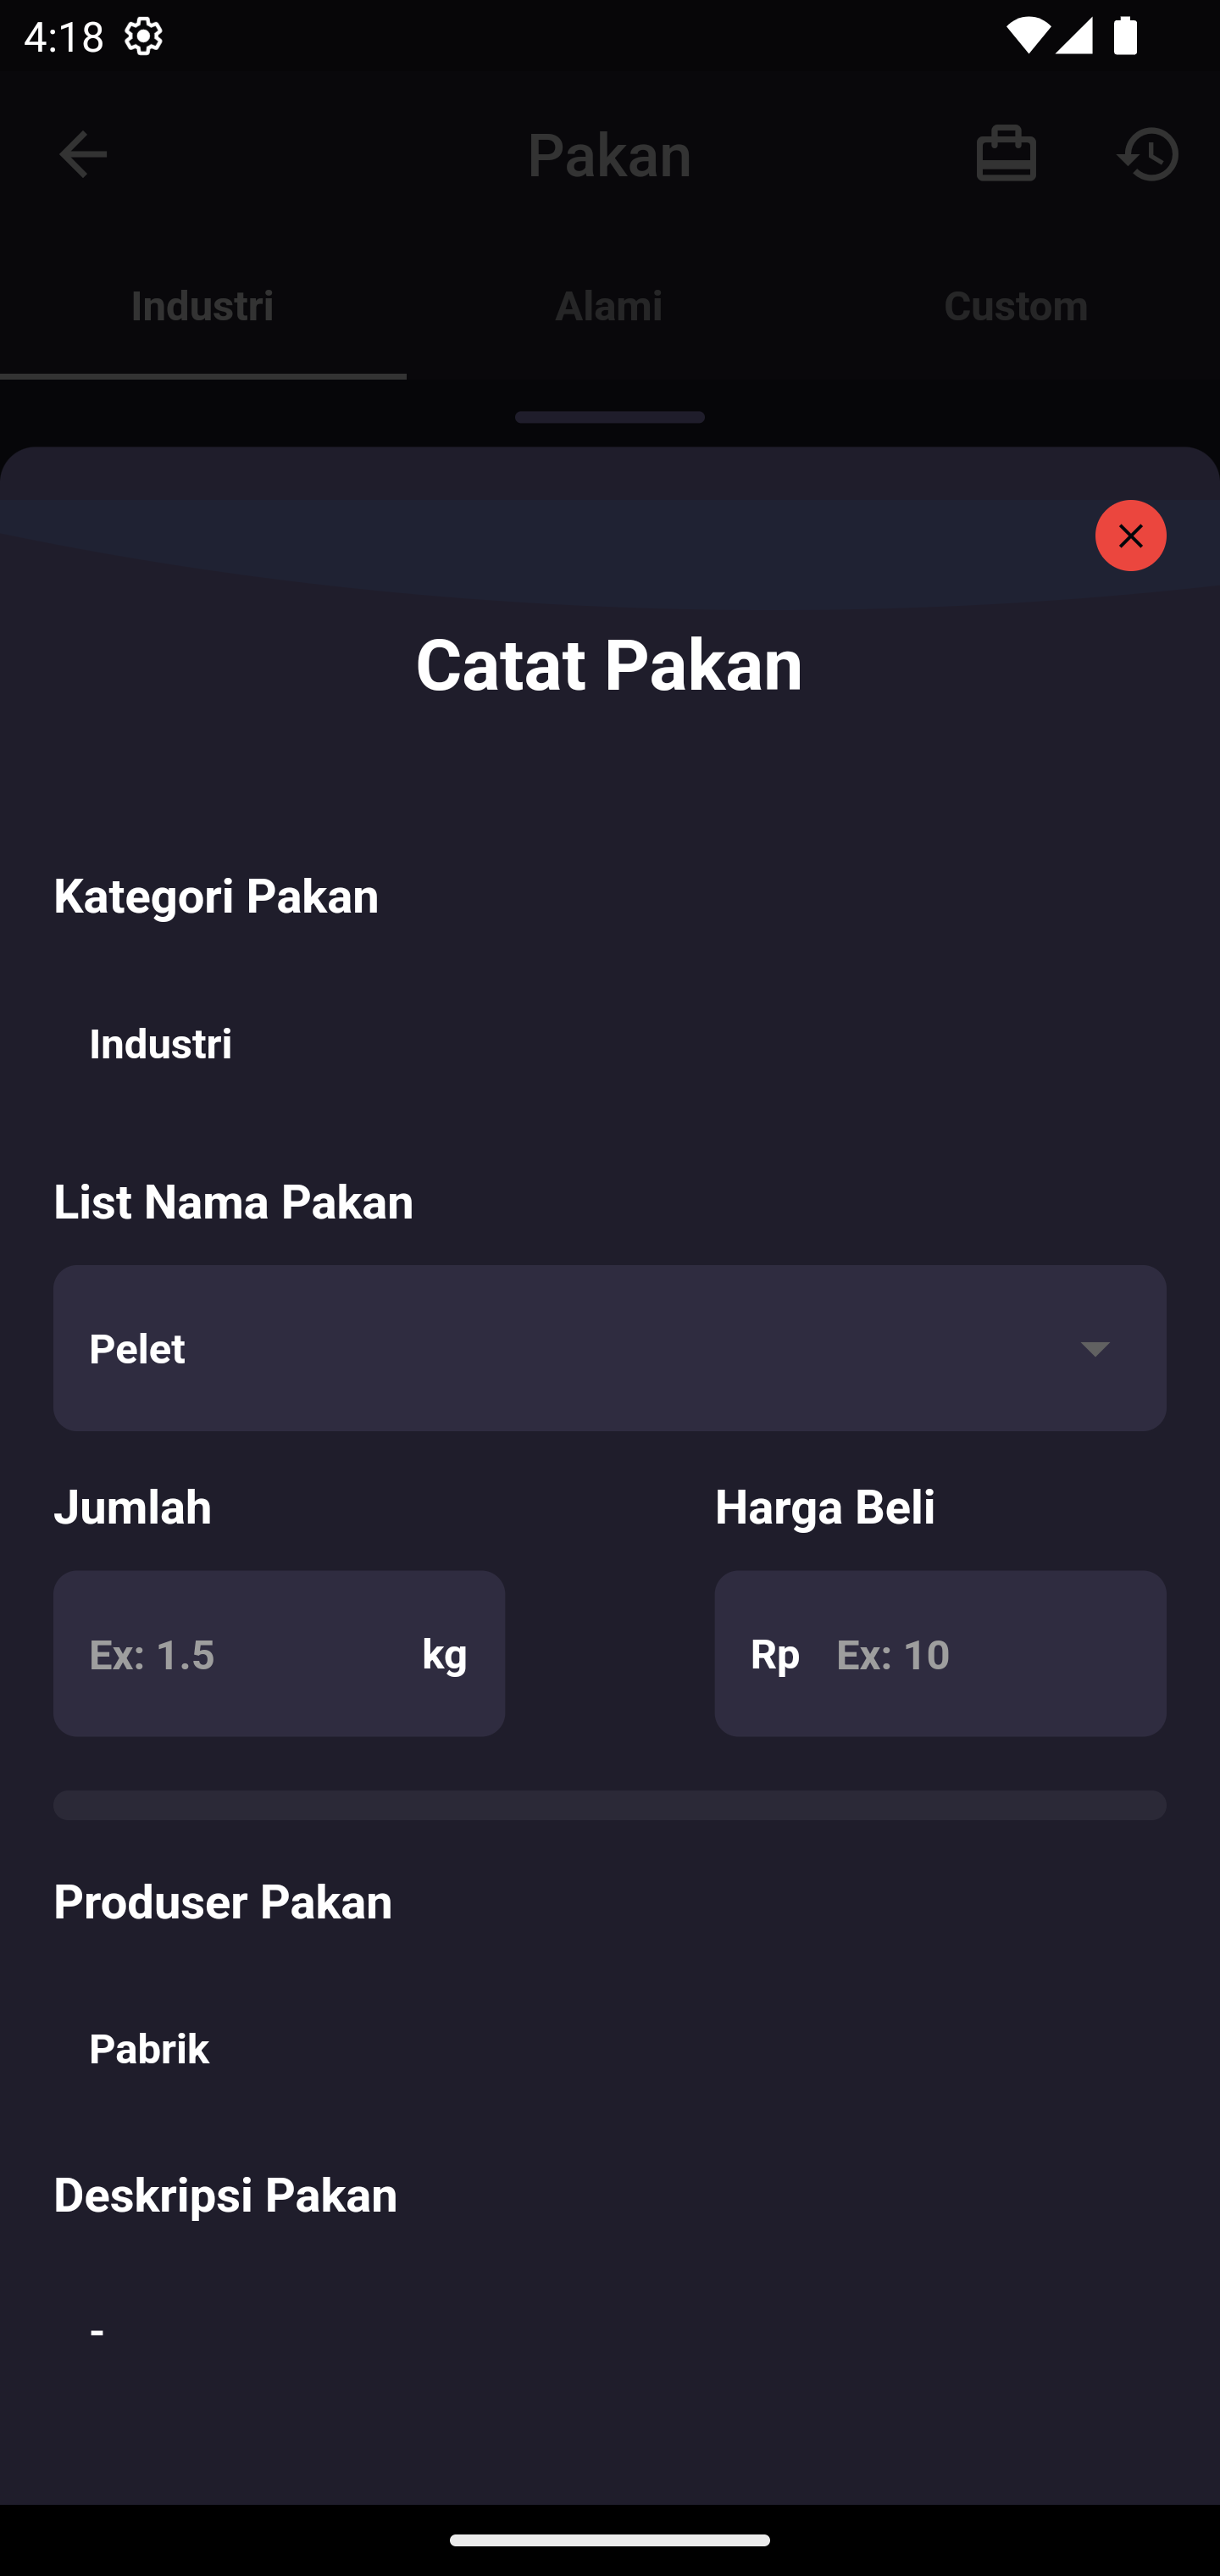 4:18
Pakan
Industri Alami Custom
Catat Pakan
Kategori Pakan
Industri
List Nama Pakan
Pelet
Jumlah Harga Beli
Ex: 1.5 kg Rp Ex: 10
Produser Pakan
Pabrik
Deskripsi Pakan
-